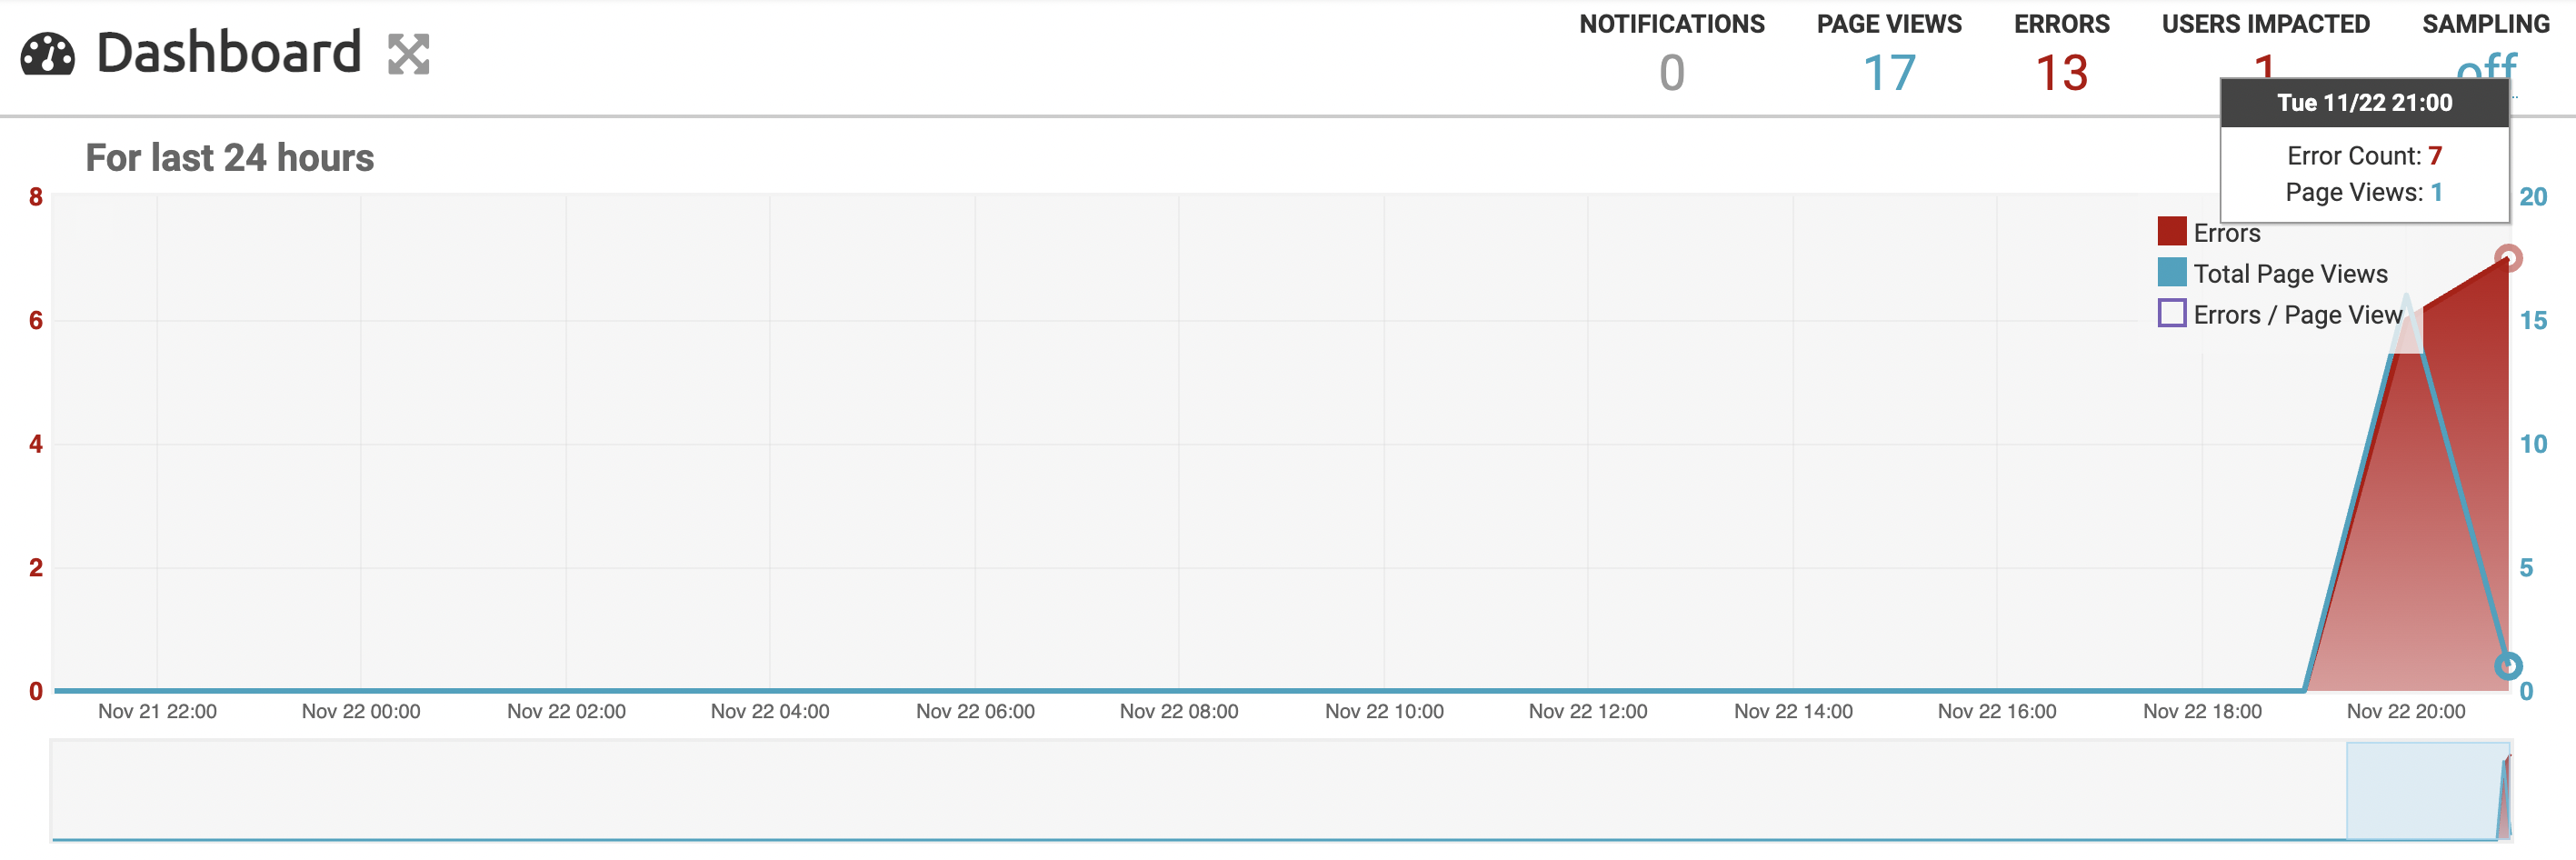 Dashboard
NOTIFICATIONS PAGE VIEWS ERRORS USERS IMPACTED SAMPLING
0 17 13 1 off
Tue 11/22 21:00
Error Count: 7
Page Views: 1
For last 24 hours
8 20
Errors
Total Page Views
Errors / Page View
6 15
4 10
2 5
0 0
Nov 21 22:00 Nov 22 00:00 Nov 22 02:00 Nov 22 04:00 Nov 22 06:00 Nov 22 08:00 Nov 22 10:00 Nov 22 12:00 Nov 22 14:00 Nov 22 16:00 Nov 22 18:00 Nov 22 20:00